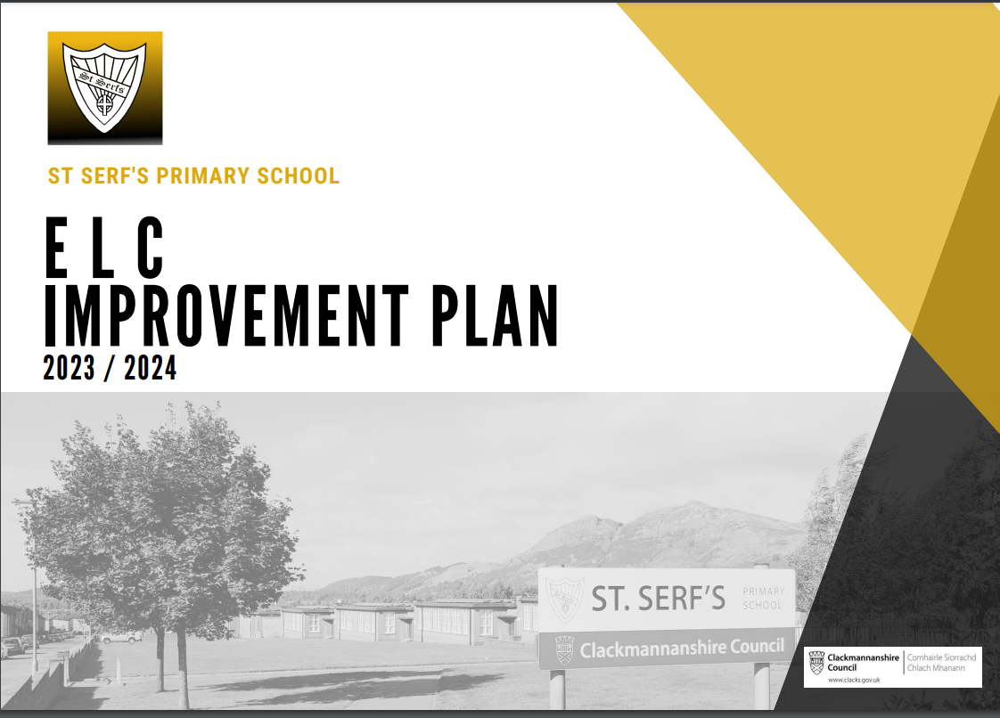 St Serfs
ST SERF'S PRIMARY SCHOOL
E L C
IMPROVEMENT PLAN
2023 / 2024
ST. SERF'S
PRIMARY
SCHOOL
Clackmannanshire Council
Clackmannanshire
Council
www.clacks.gov.uk
Comhairle Siorrachd
Chlach Mhanann